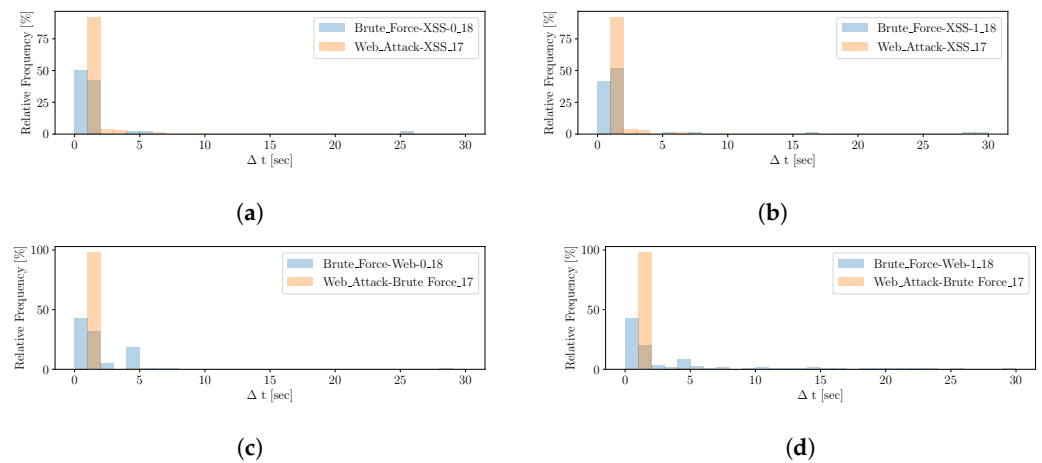 Relative Frequency [%]
75
50
25
0
0 5 10 15 20 25 30
Δ t [sec]
Brute_Force-XSS-0_18
Web_Attack-XSS_17
(a)
Relative Frequency [%]
75
50
25
0
0 5 10 15 20 25 30
Δ t [sec]
Brute_Force-XSS-1_18
Web_Attack-XSS_17
(b)
Relative Frequency [%]
100
50
0
0 5 10 15 20 25 30
Δ t [sec]
Brute_Force-Web-0_18
Web_Attack-Brute Force_17
(c)
Relative Frequency [%]
100
50
0
0 5 10 15 20 25 30
Δ t [sec]
Brute_Force-Web-1_18
Web_Attack-Brute Force_17
(d)